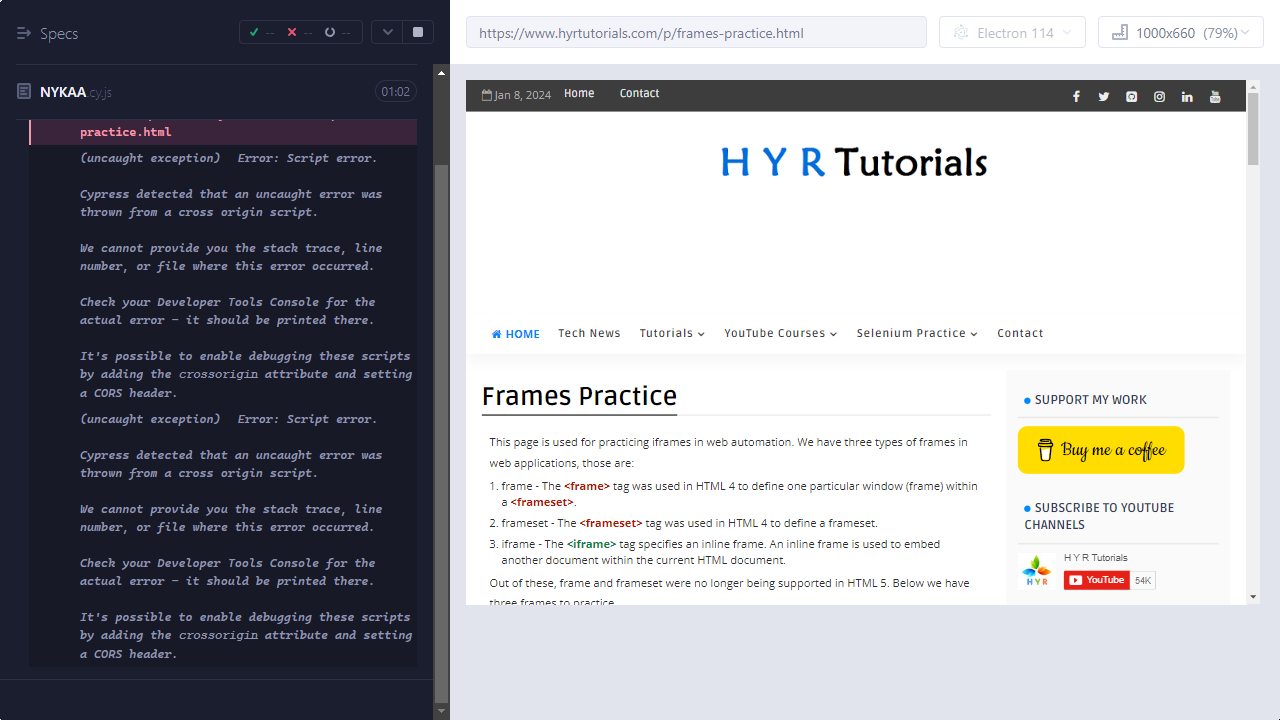 Specs
-- -- --
NYKAA.cy.js 01:02
practice.html
(uncaught exception) Error: Script error.
Cypress detected that an uncaught error was
thrown from a cross origin script.
We cannot provide you the stack trace, line
number, or file where this error occurred.
Check your Developer Tools Console for the
actual error - it should be printed there.
It's possible to enable debugging these scripts
by adding the crossorigin attribute and setting
a CORS header.
(uncaught exception) Error: Script error.
Cypress detected that an uncaught error was
thrown from a cross origin script.
We cannot provide you the stack trace, line
number, or file where this error occurred.
Check your Developer Tools Console for the
actual error - it should be printed there.
It's possible to enable debugging these scripts
by adding the crossorigin attribute and setting
a CORS header.
https://www.hyrtutorials.com/p/frames-practice.html
Electron 114
1000x660 (79%)
Jan 8, 2024 Home Contact
H Y R Tutorials
HOME Tech News Tutorials YouTube Courses Selenium Practice Contact
Frames Practice
This page is used for practicing iframes in web automation. We have three types of frames in
web applications, those are:
1. frame - The <frame> tag was used in HTML 4 to define one particular window (frame) within
a <frameset>.
2. frameset - The <frameset> tag was used in HTML 4 to define a frameset.
3. iframe - The <iframe> tag specifies an inline frame. An inline frame is used to embed
another document within the current HTML document.
Out of these, frame and frameset were no longer being supported in HTML 5. Below we have
three frames to practice
SUPPORT MY WORK
Buy me a coffee
SUBSCRIBE TO YOUTUBE
CHANNELS
H Y R
H Y R Tutorials
YouTube 54K